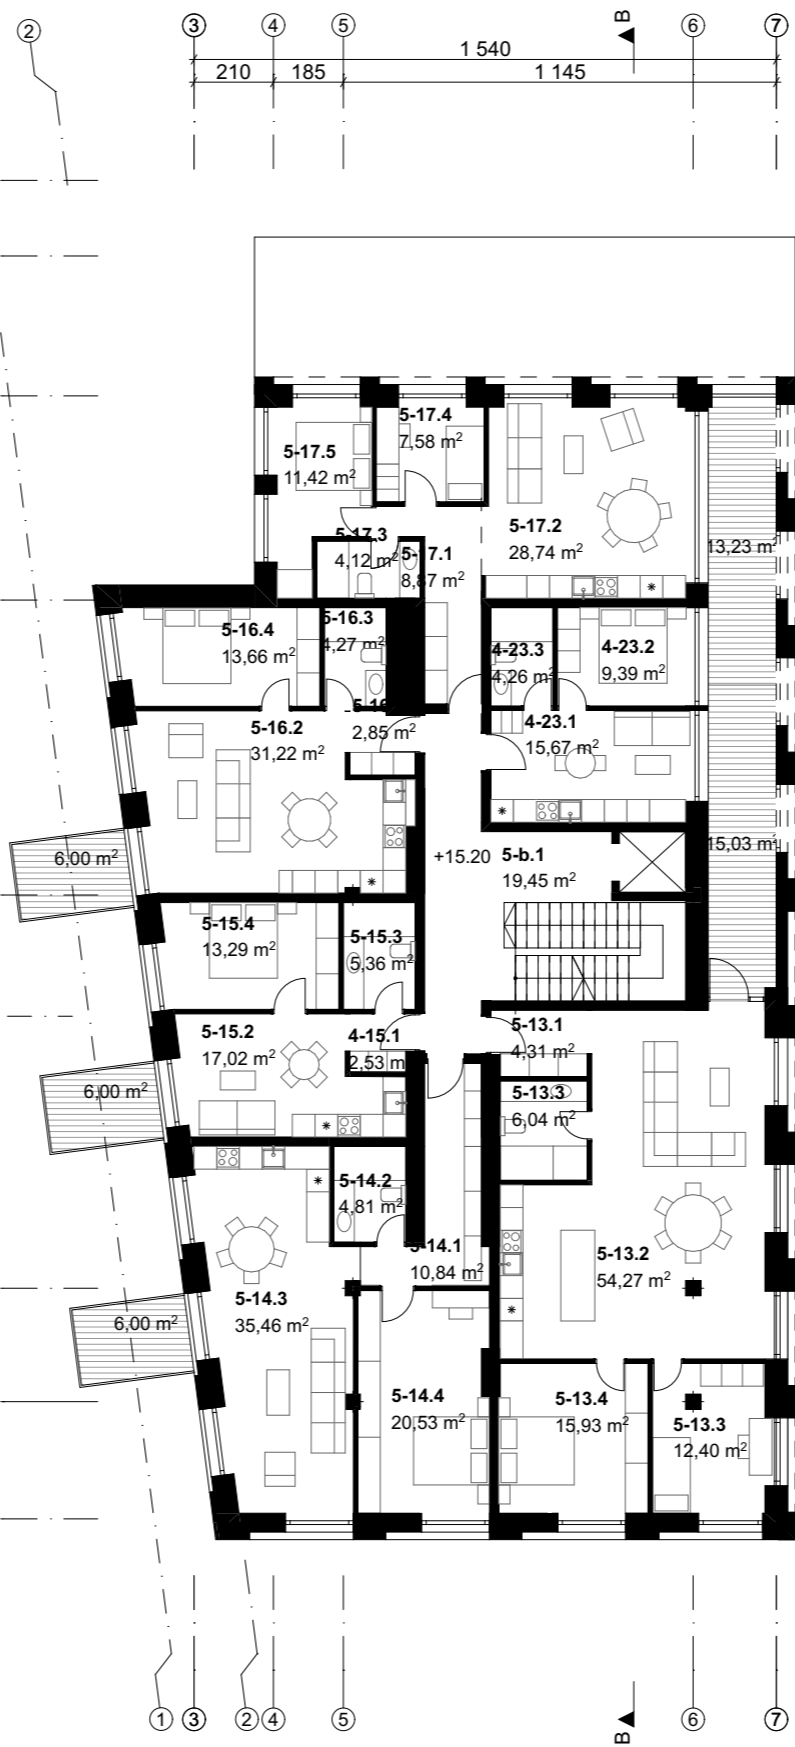 2
3
4
5
B
6
7
1 540
210
185
1 145
5-17.4
7,58 m²
5-17.5
11,42 m²
5-17.2
28,74 m²
5-17.3
4,12 m²
5-17.1
8,87 m²
13,23 m²
5-16.4
13,66 m²
5-16.3
4,27 m²
4-23.3
4,26 m²
4-23.2
9,39 m²
5-16
2,85 m²
5-16.2
31,22 m²
4-23.1
15,67 m²
6,00 m²
+15.20
5-b.1
19,45 m²
15,03 m²
5-15.4
13,29 m²
5-15.3
5,36 m²
5-15.2
17,02 m²
4-15.1
2,53 m
5-13.1
4,31 m²
6,00 m²
5-13.3
6,04 m²
5-14.2
4,81 m²
5-14.1
10,84 m²
5-13.2
54,27 m²
5-14.3
35,46 m²
6,00 m²
5-14.4
20,53 m²
5-13.4
15,93 m²
5-13.3
12,40 m²
1
3
2
4
5
B
6
7